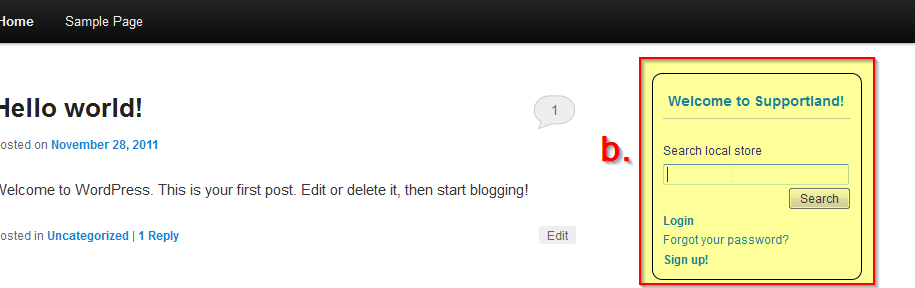 Home Sample Page
Hello world!
1
osted on November 28, 2011
Welcome to WordPress. This is your first post. Edit or delete it, then start blogging!
osted in Uncategorized | 1 Reply
Edit
b.
Welcome to Supportland!
Search local store
Search
Login
Forgot your password?
Sign up!